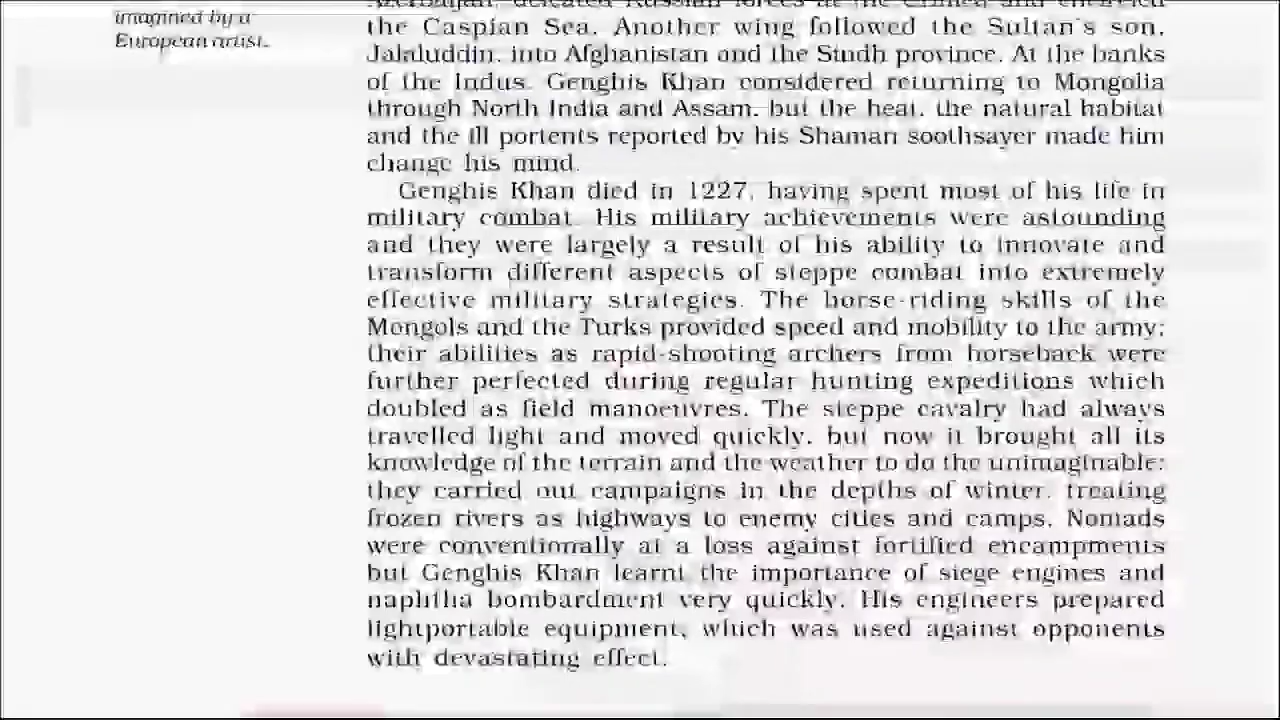 imagined by a
European artist.
Azerbaijan, defeated Russian forces at the Crimea and encircled
the Caspian Sea. Another wing followed the Sultan's son,
Jalaluddin, into Afghanistan and the Sindh province. At the banks
of the Indus, Genghis Khan considered returning to Mongolia
through North India and Assam, but the heat, the natural habitat
and the ill portents reported by his Shaman soothsayer made him
change his mind.
Genghis Khan died in 1227, having spent most of his life in
military combat. His military achievements were astounding
and they were largely a result of his ability to innovate and
transform different aspects of steppe combat into extremely
effective military strategies. The horse-riding skills of the
Mongols and the Turks provided speed and mobility to the army;
their abilities as rapid-shooting archers from horseback were
further perfected during regular hunting expeditions which
doubled as field manoeuvres. The steppe cavalry had always
travelled light and moved quickly, but now it brought all its
knowledge of the terrain and the weather to do the unimaginable:
they carried out campaigns in the depths of winter, treating
frozen rivers as highways to enemy cities and camps. Nomads
were conventionally at a loss against fortified encampments
but Genghis Khan learnt the importance of siege engines and
naphtha bombardment very quickly. His engineers prepared
lightportable equipment, which was used against opponents
with devastating effect.